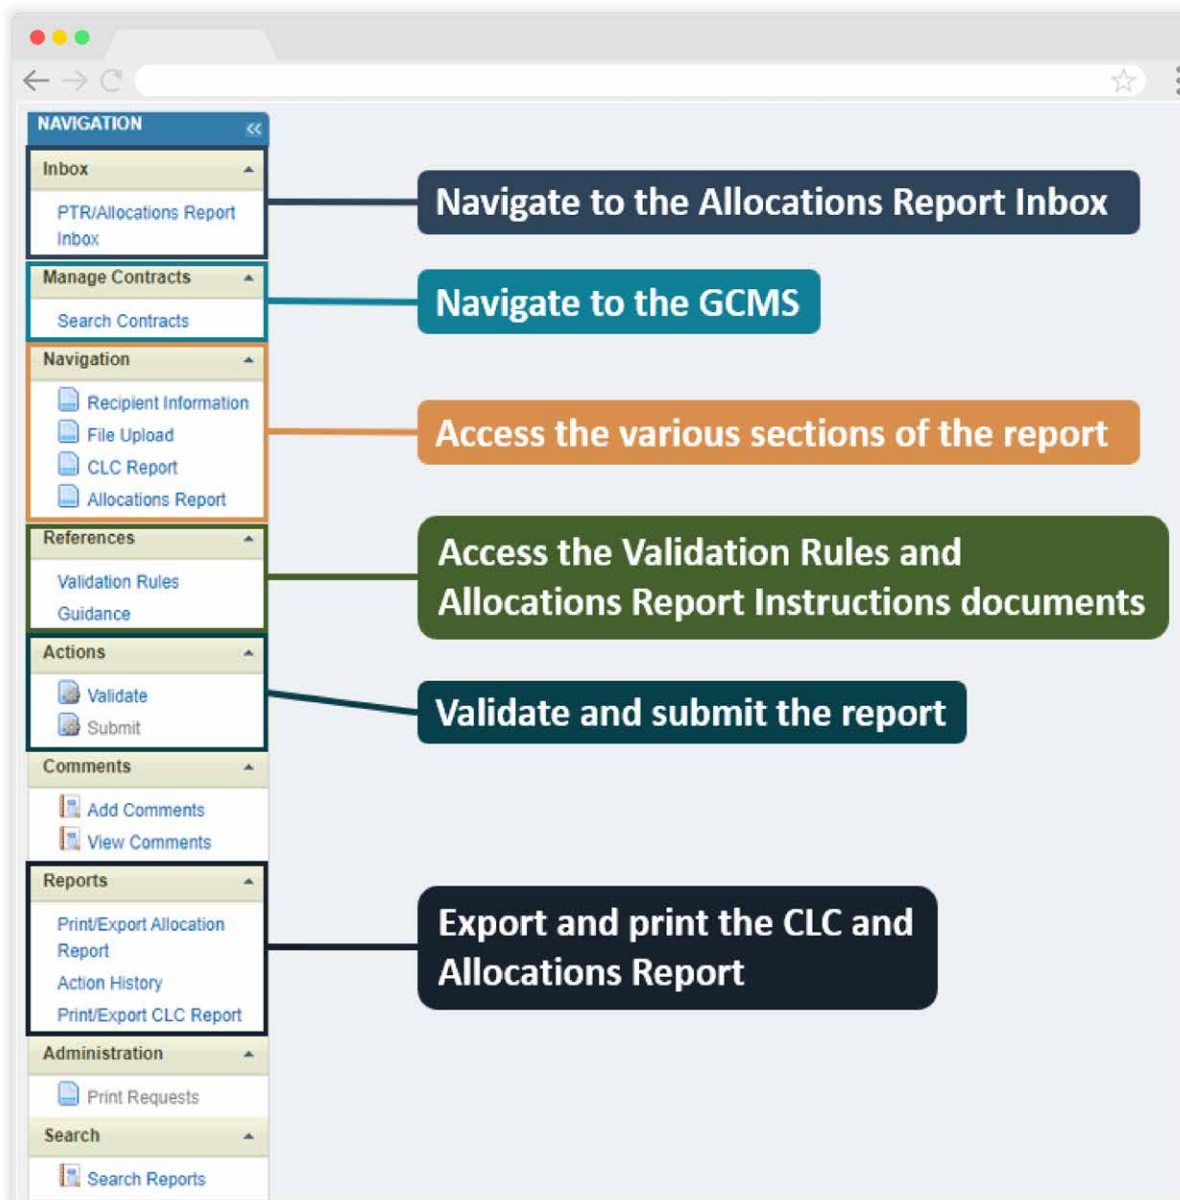 NAVIGATION
Inbox
PTR/Allocations Report
Inbox
Navigate to the Allocations Report Inbox
Manage Contracts
Search Contracts
Navigate to the GCMS
Navigation
Recipient Information
File Upload
CLC Report
Allocations Report
Access the various sections of the report
References
Validation Rules
Guidance
Access the Validation Rules and
Allocations Report Instructions documents
Actions
Validate
Submit
Validate and submit the report
Comments
Add Comments
View Comments
Reports
Print/Export Allocation
Report
Action History
Print/Export CLC Report
Export and print the CLC and
Allocations Report
Administration
Print Requests
Search
Search Reports